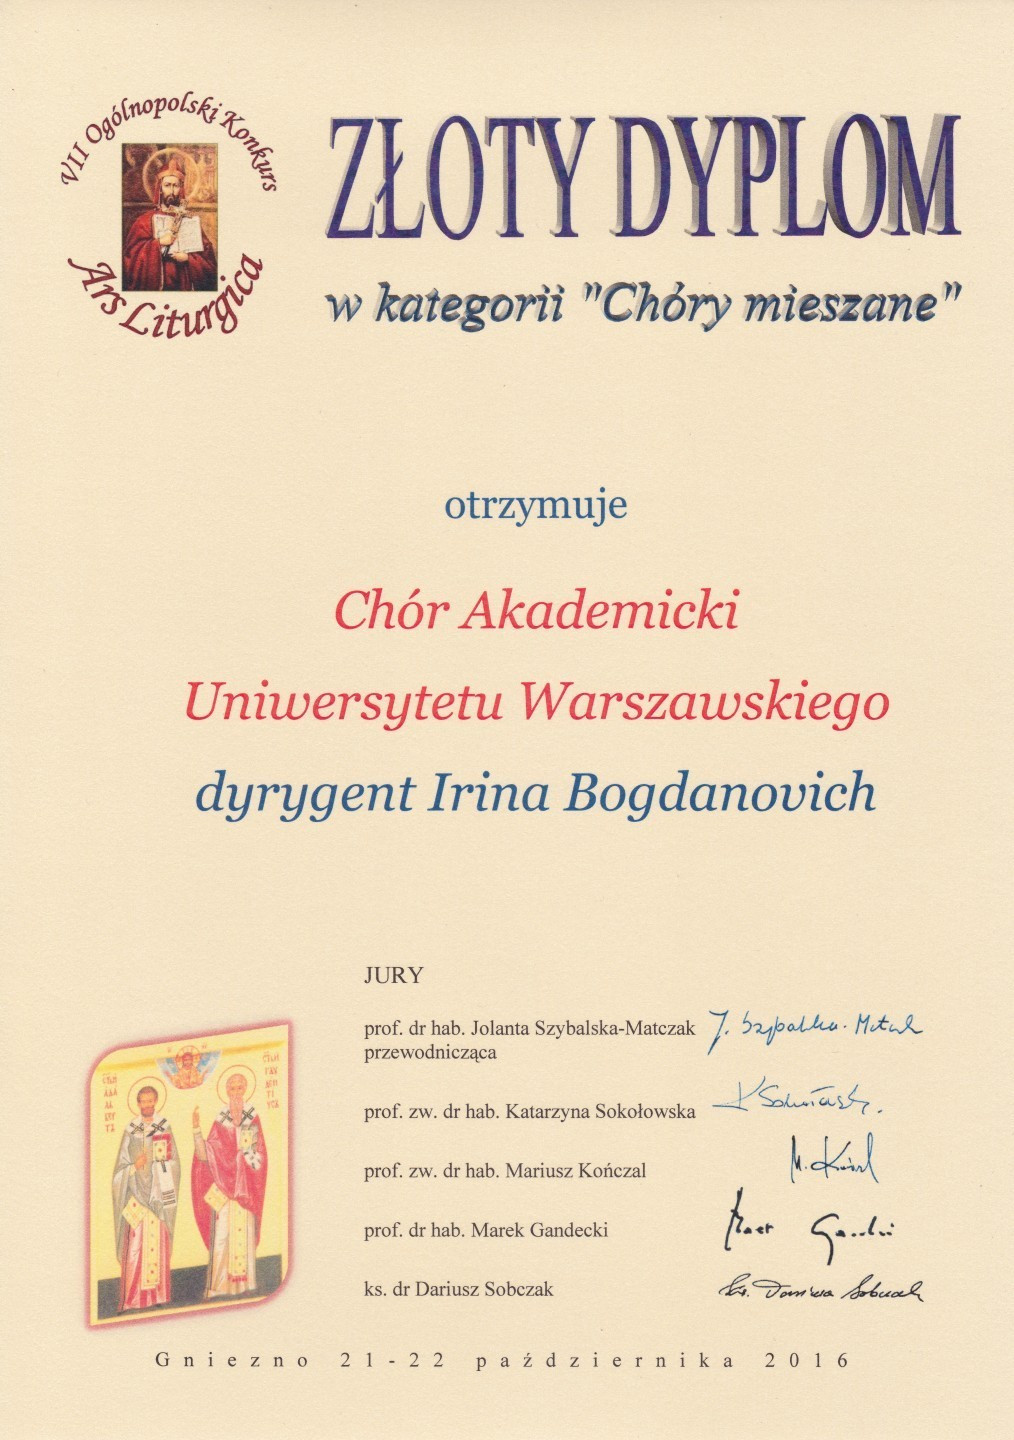 VII Ogólnopolski Konkurs
Ars Liturgica
ZŁOTY DYPLOM
w kategorii "Chóry mieszane"
otrzymuje
Chór Akademicki
Uniwersytetu Warszawskiego
dyrygent Irina Bogdanovich
JURY
prof. dr hab. Jolanta Szybalska-Matczak
przewodnicząca
prof. zw. dr hab. Katarzyna Sokołowska
prof. zw. dr hab. Mariusz Kończal
prof. dr hab. Marek Gandecki
ks. dr Dariusz Sobczak
Gniezno 21-22 października 2016